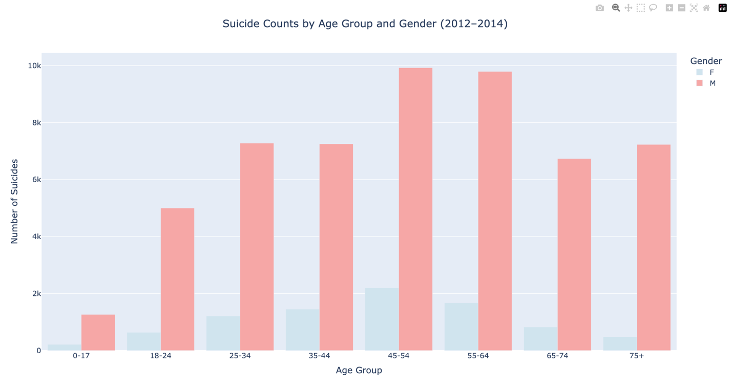 Suicide Counts by Age Group and Gender (2012–2014)
Gender
F
M
Number of Suicides
10k
8k
6k
4k
2k
0
0-17 18-24 25-34 35-44 45-54 55-64 65-74 75+
Age Group